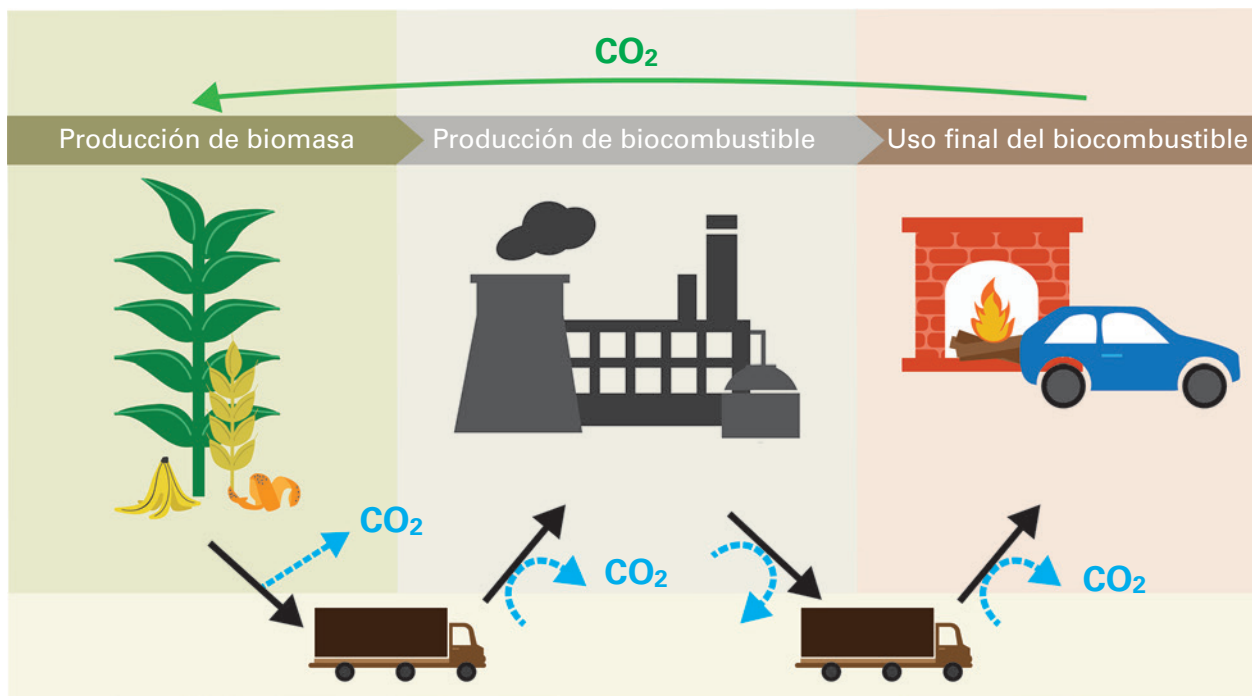 CO₂
Producción de biomasa
Producción de biocombustible
Uso final del biocombustible
CO₂
CO₂
CO₂